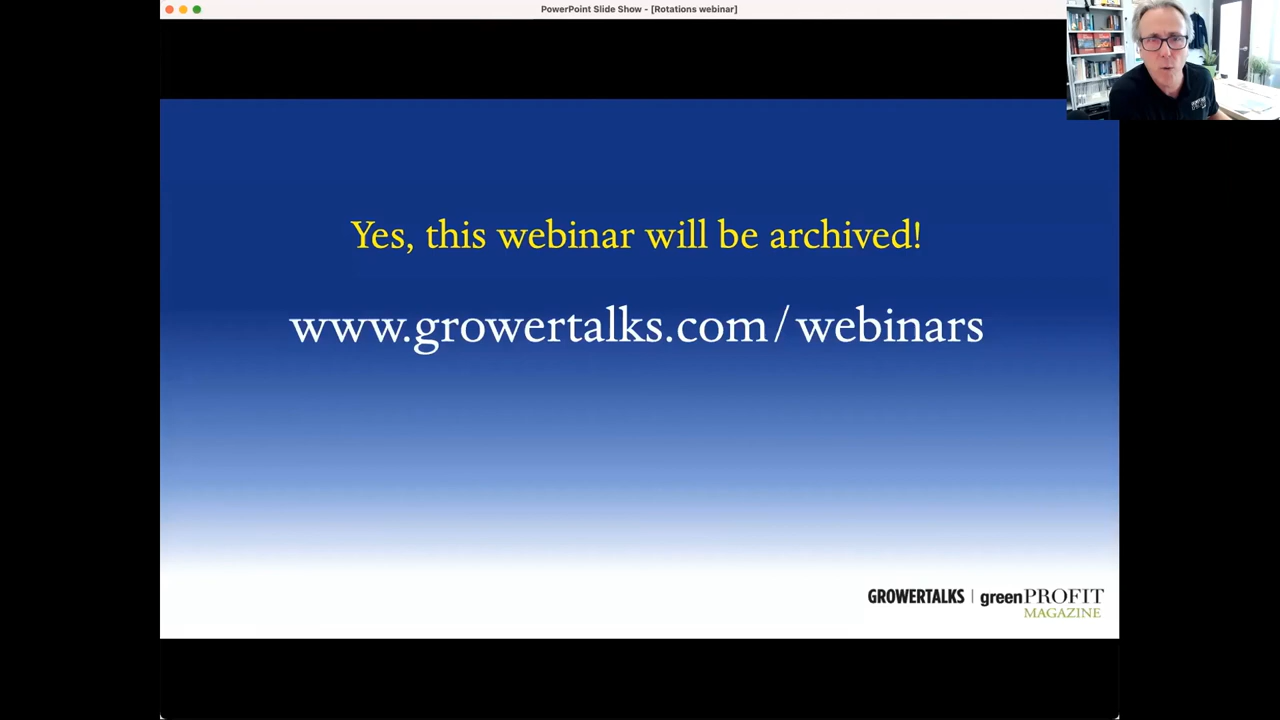 PowerPoint Slide Show - [Rotations webinar]
Yes, this webinar will be archived!
www.growertalks.com/webinars
GROWERTALKS | greenPROFIT
MAGAZINE